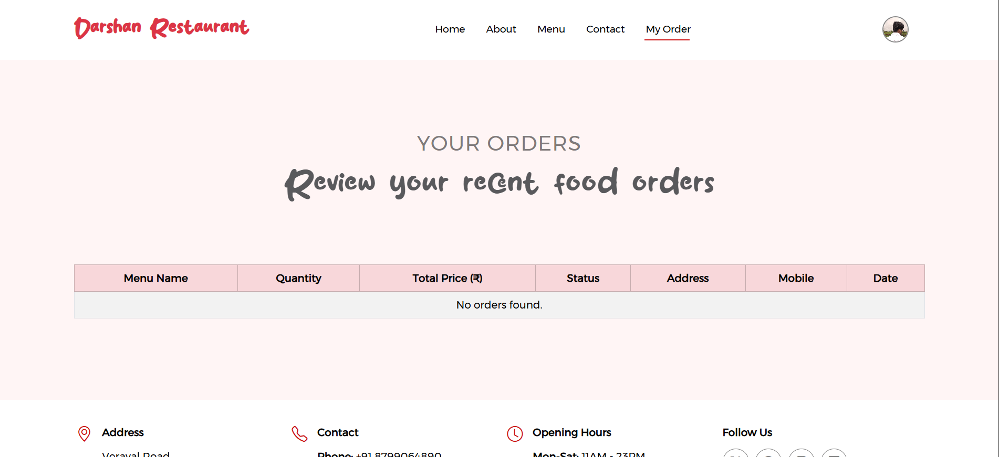 Darshan Restaurant
Home About Menu Contact My Order
YOUR ORDERS
Review your recent food orders
Menu Name Quantity Total Price (₹) Status Address Mobile Date
No orders found.
Address Contact Opening Hours Follow Us
Veraval Road Phone: +91 8799064890 Mon-Sat: 11AM - 23PM